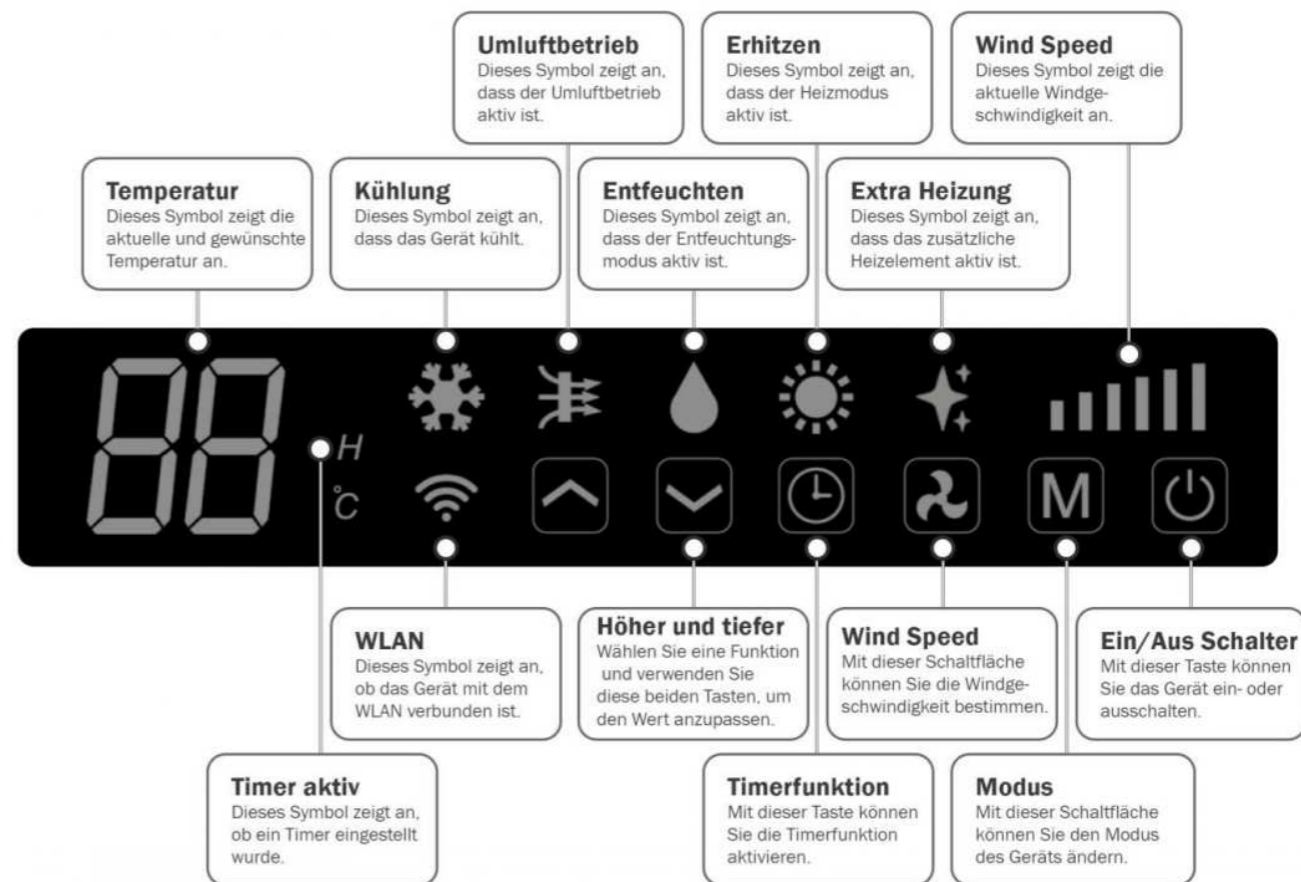 Umluftbetrieb
Dieses Symbol zeigt an,
dass der Umluftbetrieb
aktiv ist.
Erhitzen
Dieses Symbol zeigt an,
dass der Heizmodus
aktiv ist.
Wind Speed
Dieses Symbol zeigt die
aktuelle Windge-
schwindigkeit an.
Temperatur
Dieses Symbol zeigt die
aktuelle und gewünschte
Temperatur an.
Kühlung
Dieses Symbol zeigt an,
dass das Gerät kühlt.
Entfeuchten
Dieses Symbol zeigt an,
dass der Entfeuchtungs-
modus aktiv ist.
Extra Heizung
Dieses Symbol zeigt an,
dass das zusätzliche
Heizelement aktiv ist.
88
H
°C
M
WLAN
Dieses Symbol zeigt an,
ob das Gerät mit dem
WLAN verbunden ist.
Höher und tiefer
Wählen Sie eine Funktion
und verwenden Sie
diese beiden Tasten, um
den Wert anzupassen.
Wind Speed
Mit dieser Schaltfläche
können Sie die Windge-
schwindigkeit bestimmen.
Ein/Aus Schalter
Mit dieser Taste können
Sie das Gerät ein- oder
ausschalten.
Timer aktiv
Dieses Symbol zeigt an,
ob ein Timer eingestellt
wurde.
Timerfunktion
Mit dieser Taste können
Sie die Timerfunktion
aktivieren.
Modus
Mit dieser Schaltfläche
können Sie den Modus
des Geräts ändern.